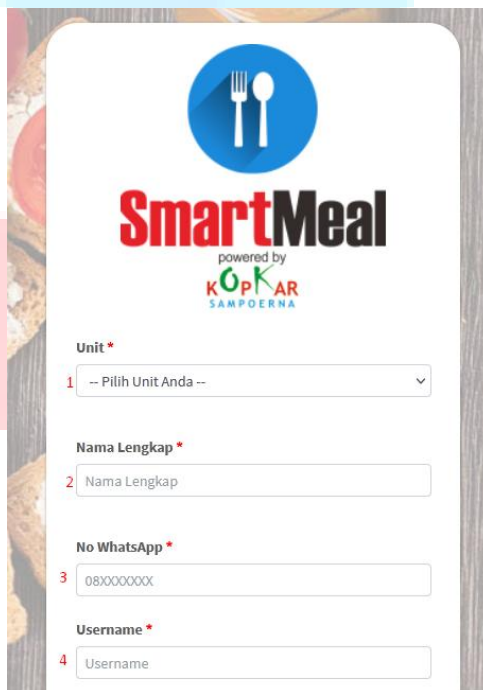 SmartMeal
powered by
KOPKAR
SAMPOERNA
Unit *
1 -- Pilih Unit Anda --
Nama Lengkap *
2 Nama Lengkap
No WhatsApp *
3 08XXXXXXX
Username *
4 Username